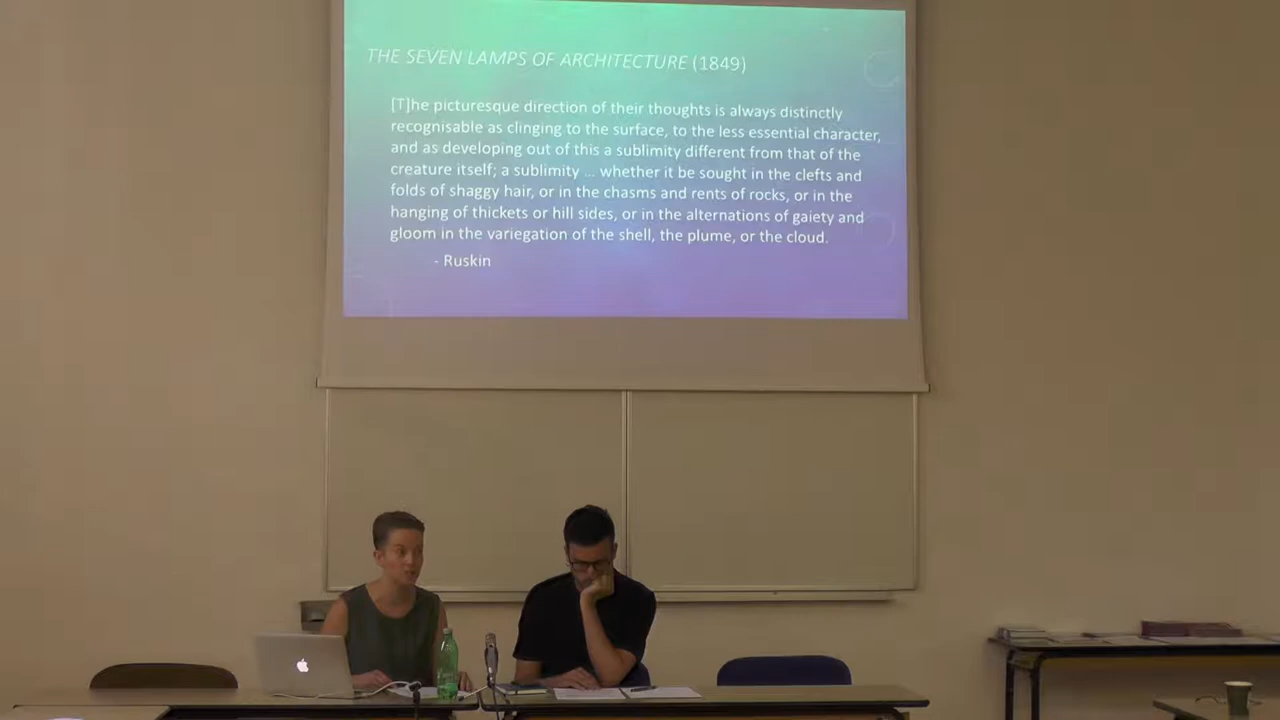 THE SEVEN LAMPS OF ARCHITECTURE (1849)
[T]he picturesque direction of their thoughts is always distinctly
recognisable as clinging to the surface, to the less essential character,
and as developing out of this a sublimity different from that of the
creature itself; a sublimity ... whether it be sought in the clefts and
folds of shaggy hair, or in the chasms and rents of rocks, or in the
hanging of thickets or hill sides, or in the alternations of gaiety and
gloom in the variegation of the shell, the plume, or the cloud.
- Ruskin